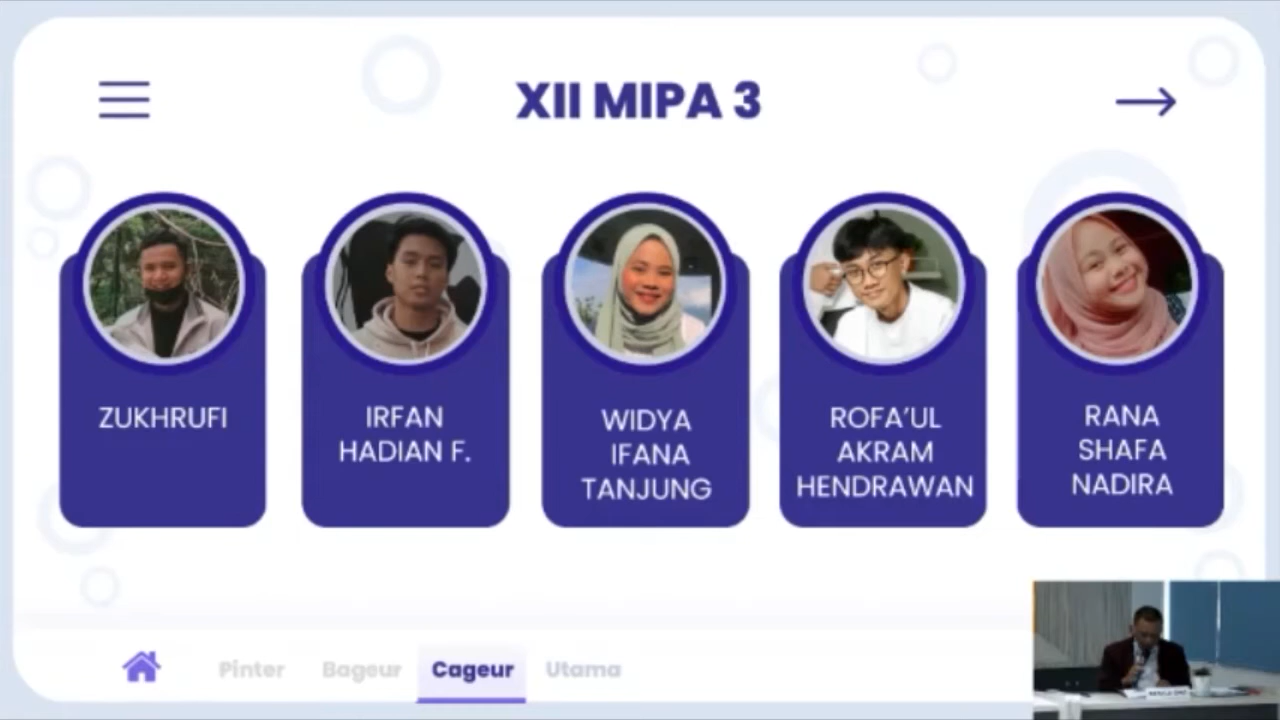 XII MIPA 3
ZUKHRUFI
IRFAN
HADIAN F.
WIDYA
IFANA
TANJUNG
ROFA'UL
AKRAM
HENDRAWAN
RANA
SHAFA
NADIRA
Pinter Bageur Cageur Utama